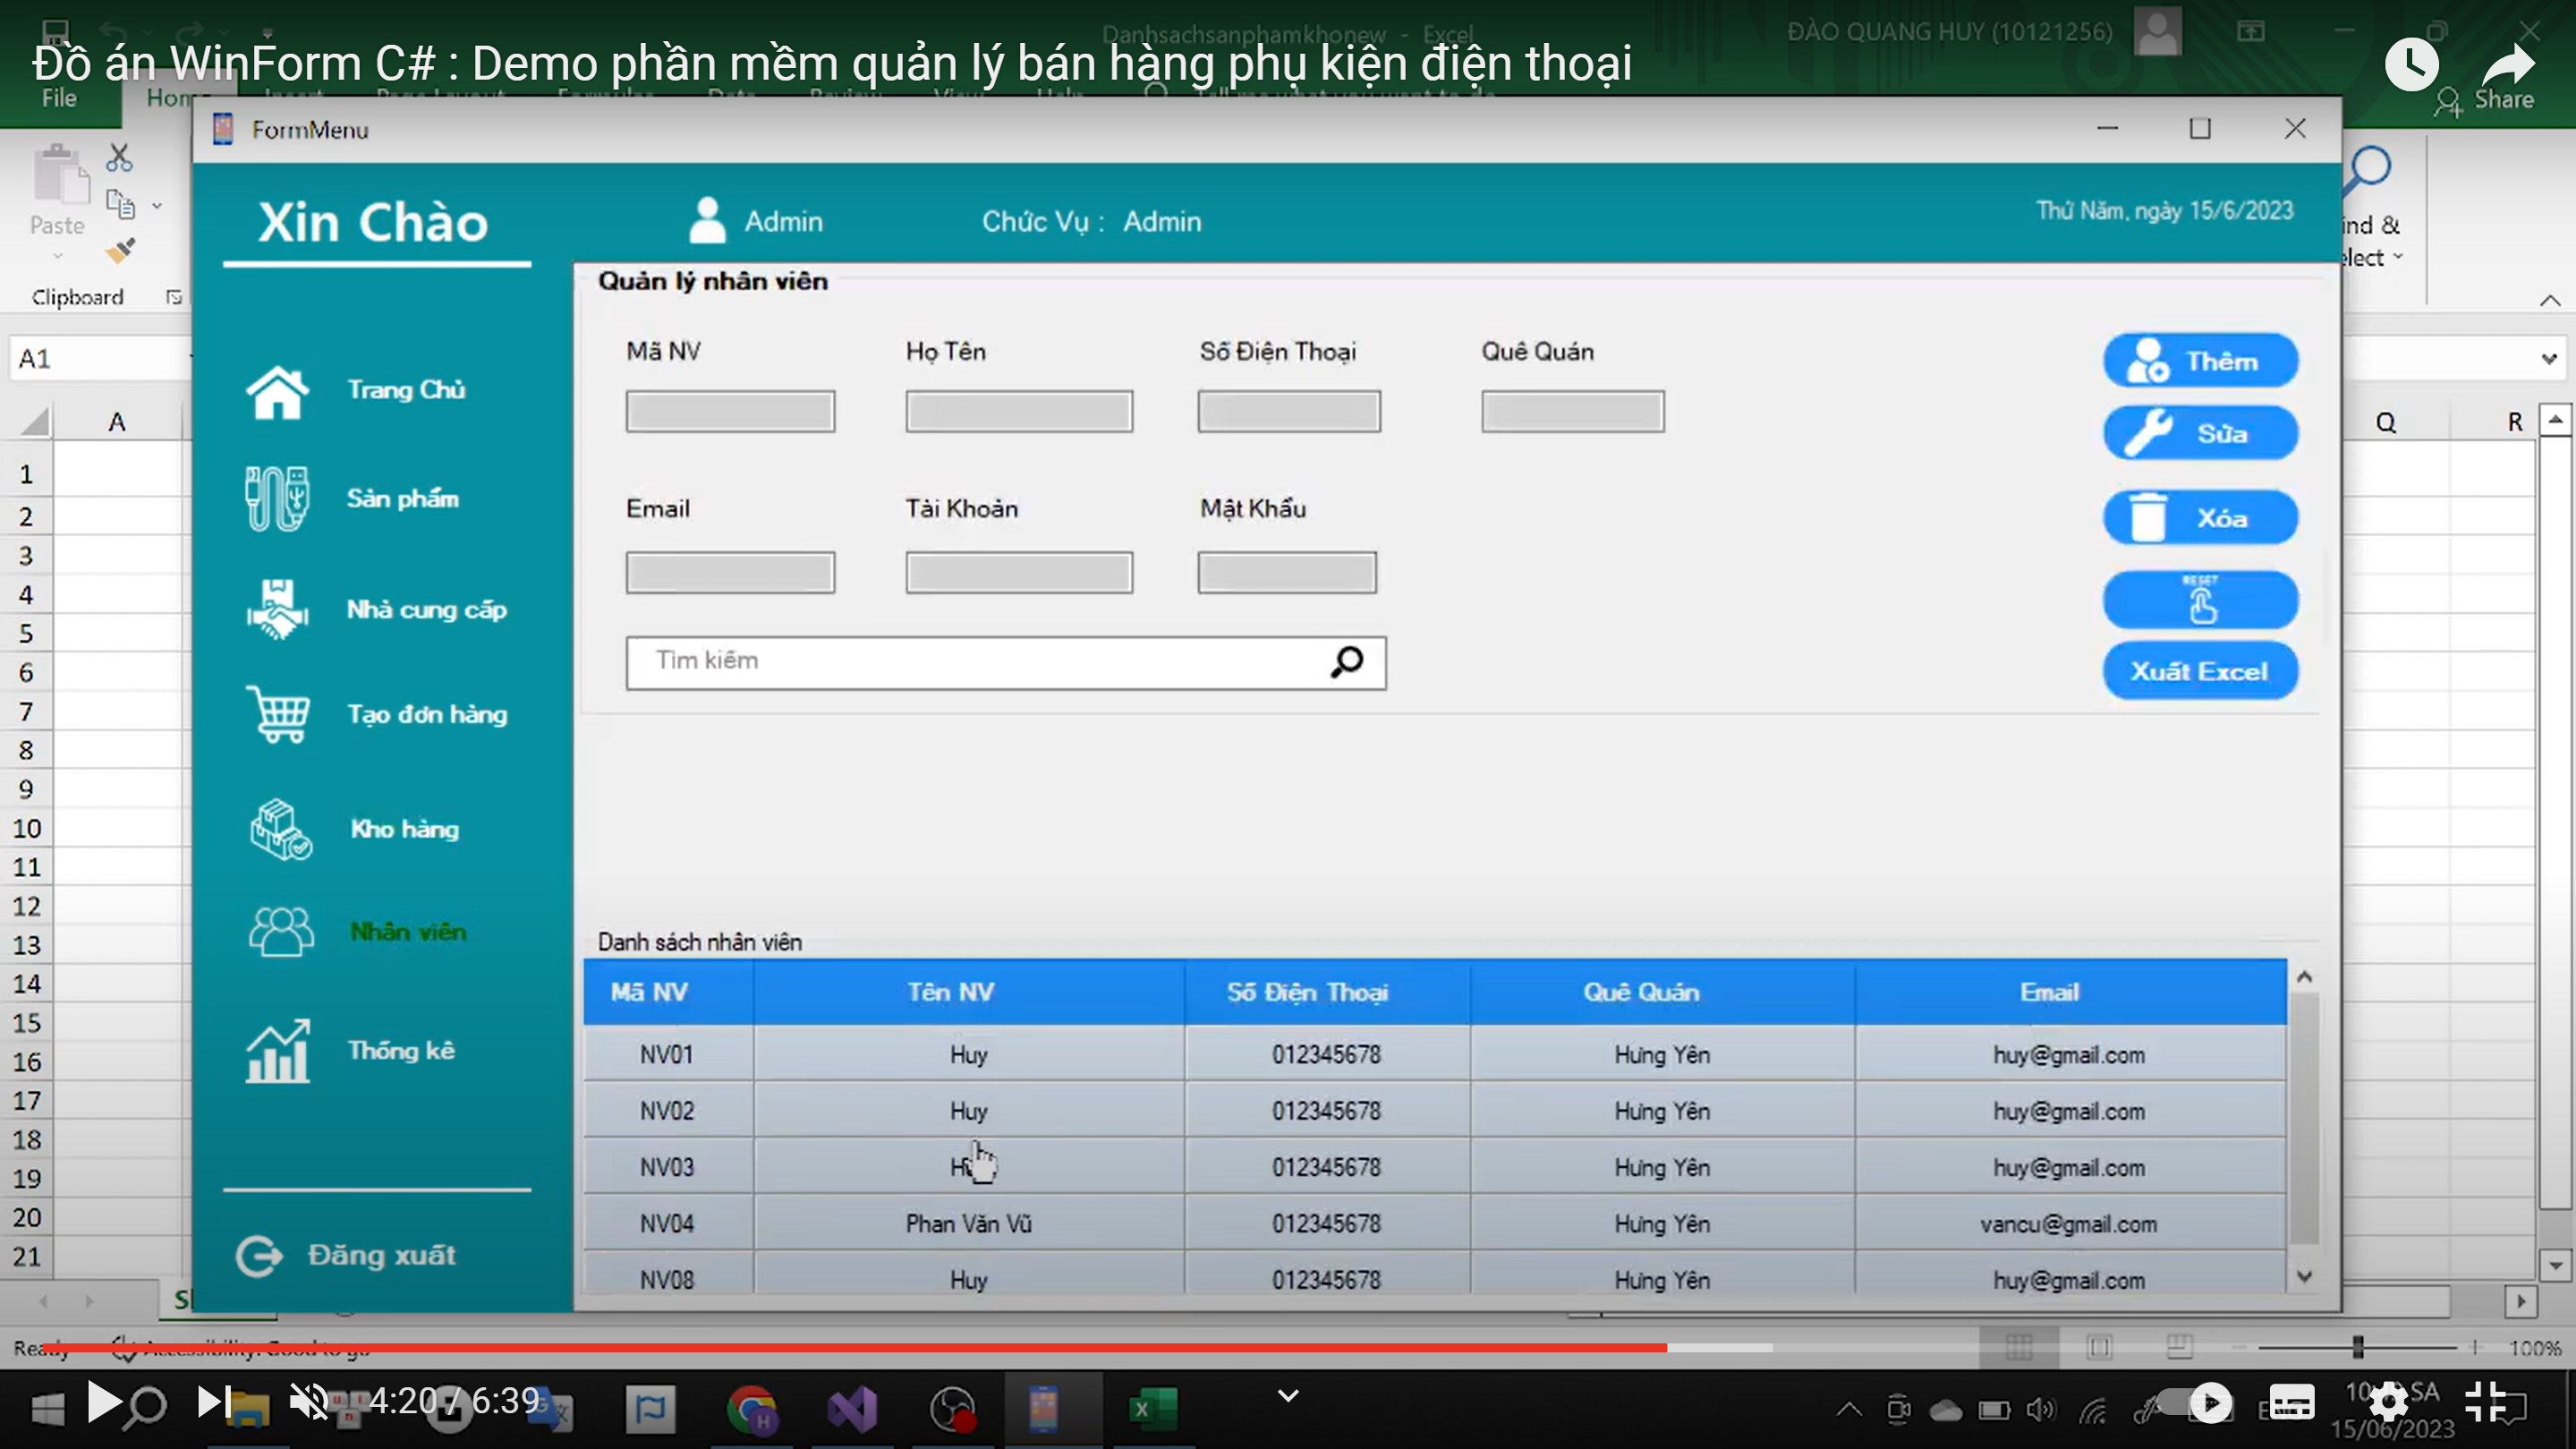 Danhsachsanphamkhonew - Excel
ĐÀO QUANG HUY (10121256)
Đồ án WinForm C# : Demo phần mềm quản lý bán hàng phụ kiện điện thoại
File
Share
FormMenu
Paste
Clipboard
Xin Chào
Admin
Chức Vụ : Admin
Thứ Năm, ngày 15/6/2023
Quản lý nhân viên
Mã NV Họ Tên Số Điện Thoại Quê Quán
Thêm
Sửa
Email Tài Khoản Mật Khẩu
Xóa
RESET
Tìm kiếm
Xuất Excel
Trang Chủ
Sản phẩm
Nhà cung cấp
Tạo đơn hàng
Kho hàng
Nhân viên
Thống kê
Đăng xuất
Danh sách nhân viên
Mã NV Tên NV Số Điện Thoại Quê Quán Email
NV01 Huy 012345678 Hưng Yên huy@gmail.com
NV02 Huy 012345678 Hưng Yên huy@gmail.com
NV03 012345678 Hưng Yên huy@gmail.com
NV04 Phan Văn Vũ 012345678 Hưng Yên vancu@gmail.com
NV08 Huy 012345678 Hưng Yên huy@gmail.com
A1
A Q R
1
2
3
4
5
6
7
8
9
10
11
12
13
14
15
16
17
18
19
20
21
100%
4:20 / 6:39
15/06/2023